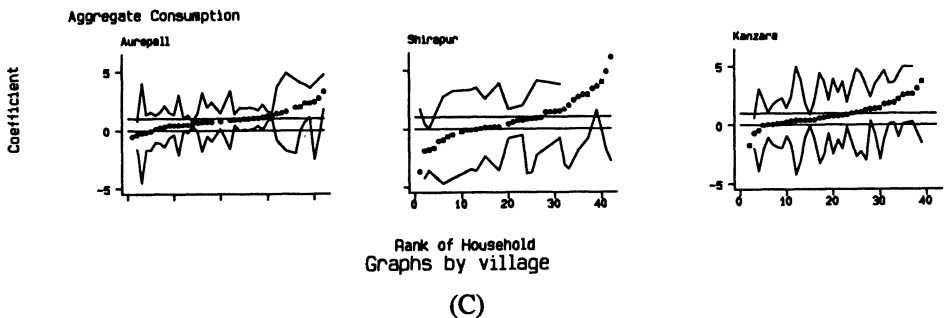 Aggregate Consumption
Aurepall
Shirapur
Kanzara
Coefficient
5
0
-5
5
0
-5
0
10
20
30
40
0
10
20
30
40
Rank of Household
Graphs by village
(C)